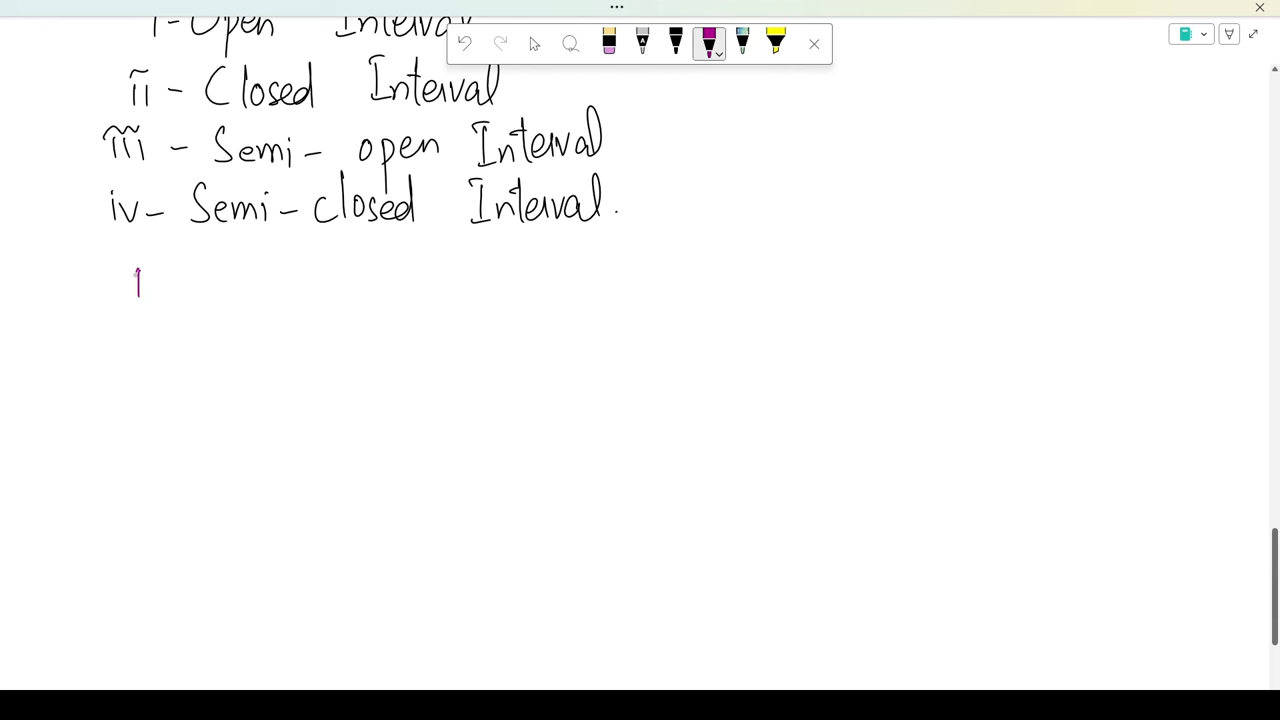 i-Open Interval
ii - Closed Interval
iii - Semi- open Interval
iv- Semi-closed Interval.